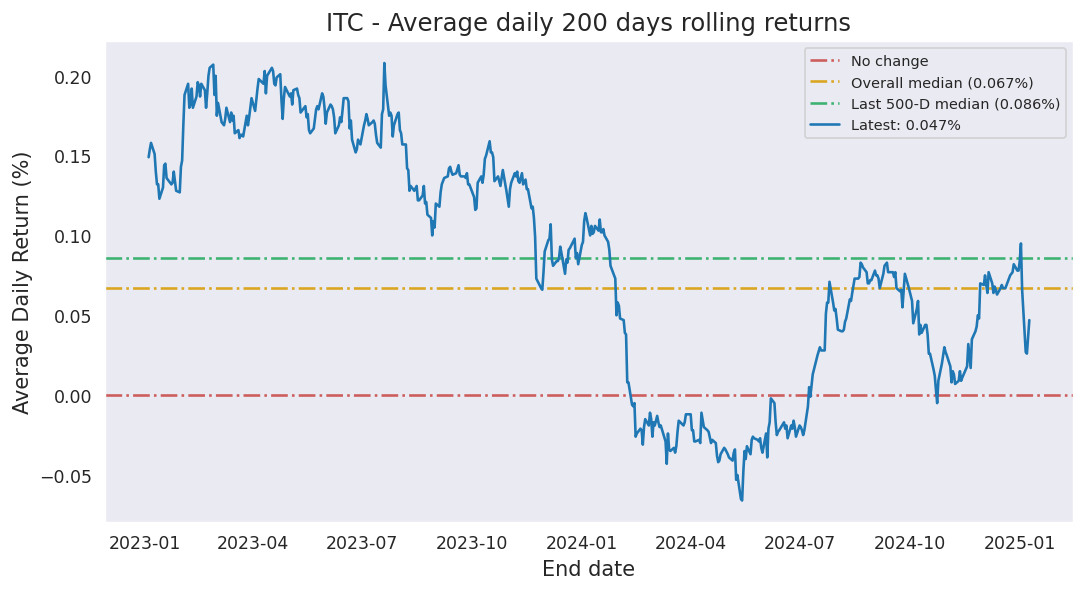 ITC - Average daily 200 days rolling returns
No change
Overall median (0.067%)
Last 500-D median (0.086%)
Latest: 0.047%
Average Daily Return (%)
0.20
0.15
0.10
0.05
0.00
−0.05
2023-01 2023-04 2023-07 2023-10 2024-01 2024-04 2024-07 2024-10 2025-01
End date